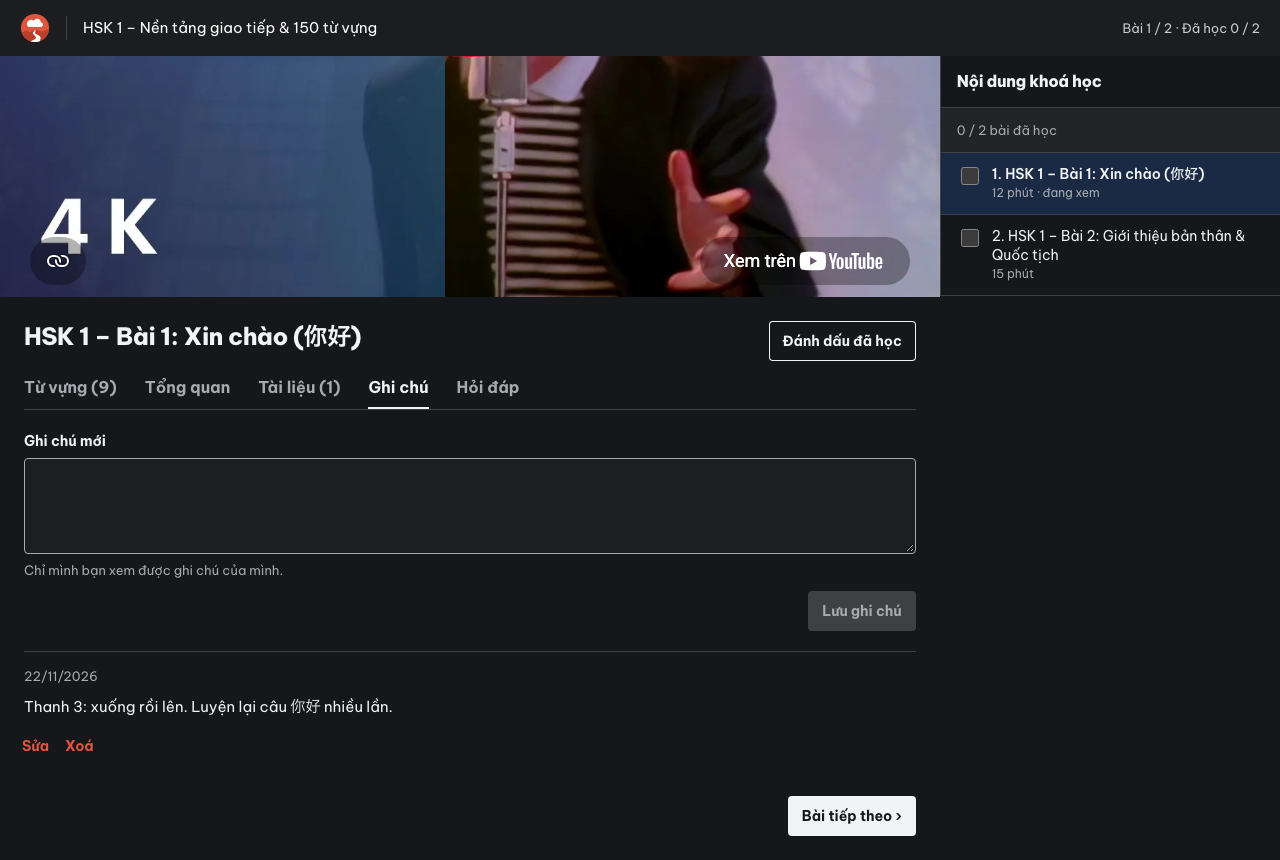 HSK 1 – Nền tảng giao tiếp & 150 từ vựng
Bài 1 / 2 · Đã học 0 / 2
4K
Xem trên YouTube
Nội dung khoá học
0 / 2 bài đã học
1. HSK 1 – Bài 1: Xin chào (你好)
12 phút · đang xem
2. HSK 1 – Bài 2: Giới thiệu bản thân &
Quốc tịch
15 phút
HSK 1 – Bài 1: Xin chào (你好)
Đánh dấu đã học
Từ vựng (9) Tổng quan Tài liệu (1) Ghi chú Hỏi đáp
Ghi chú mới
Chỉ mình bạn xem được ghi chú của mình.
Lưu ghi chú
22/11/2026
Thanh 3: xuống rồi lên. Luyện lại câu 你好 nhiều lần.
Sửa Xoá
Bài tiếp theo ›